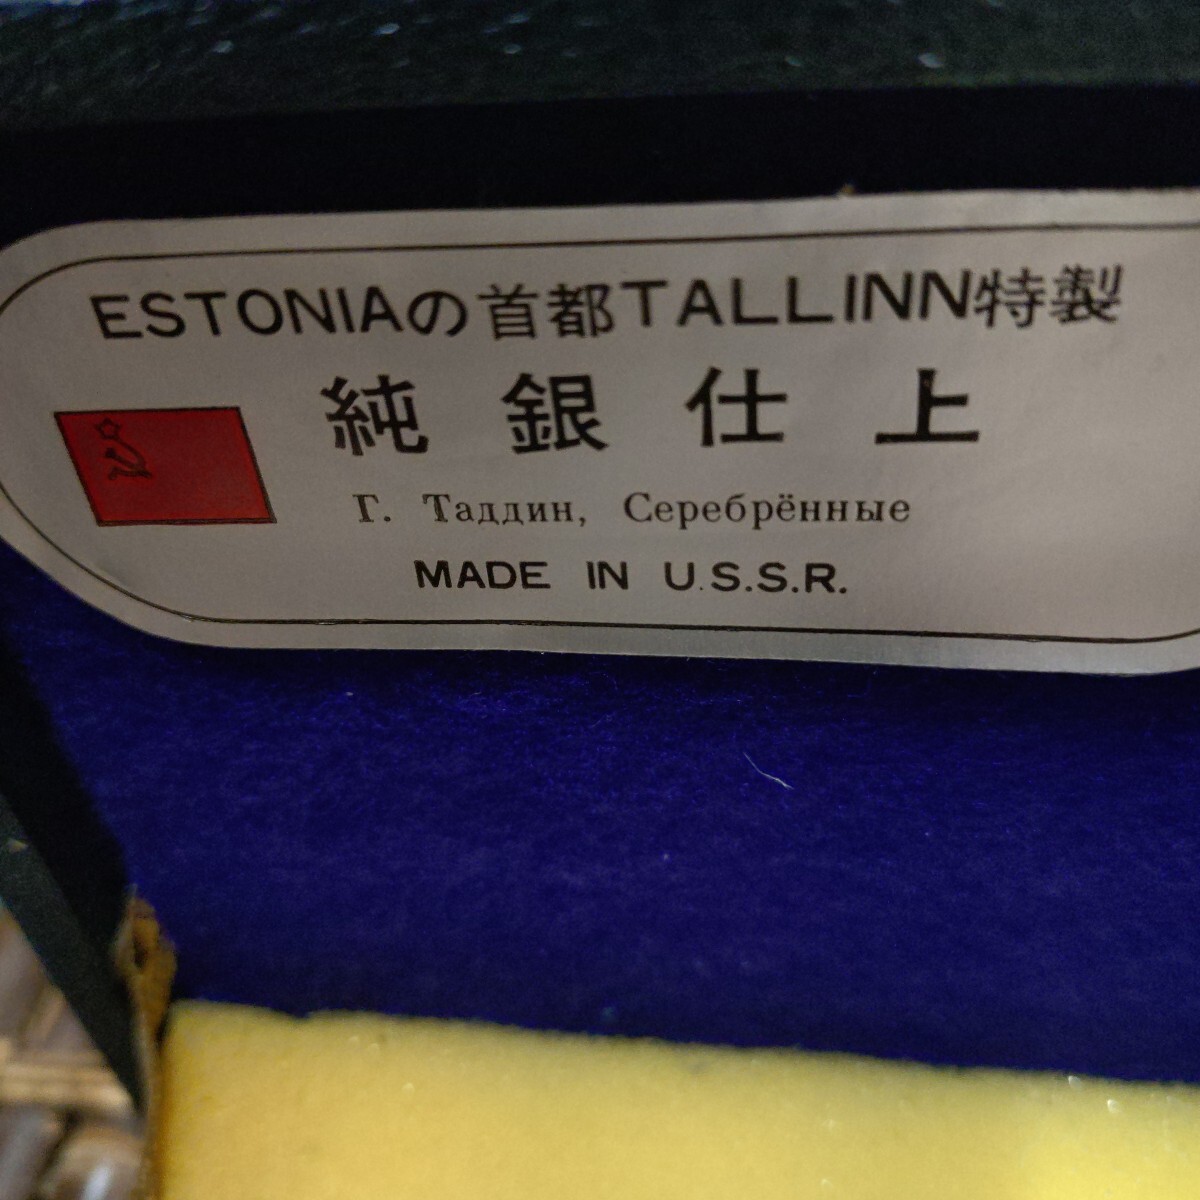 ESTONIAの首都TALLINN特製
純銀仕上
Г. Таддин, Серебрённые
MADE IN U.S.S.R.